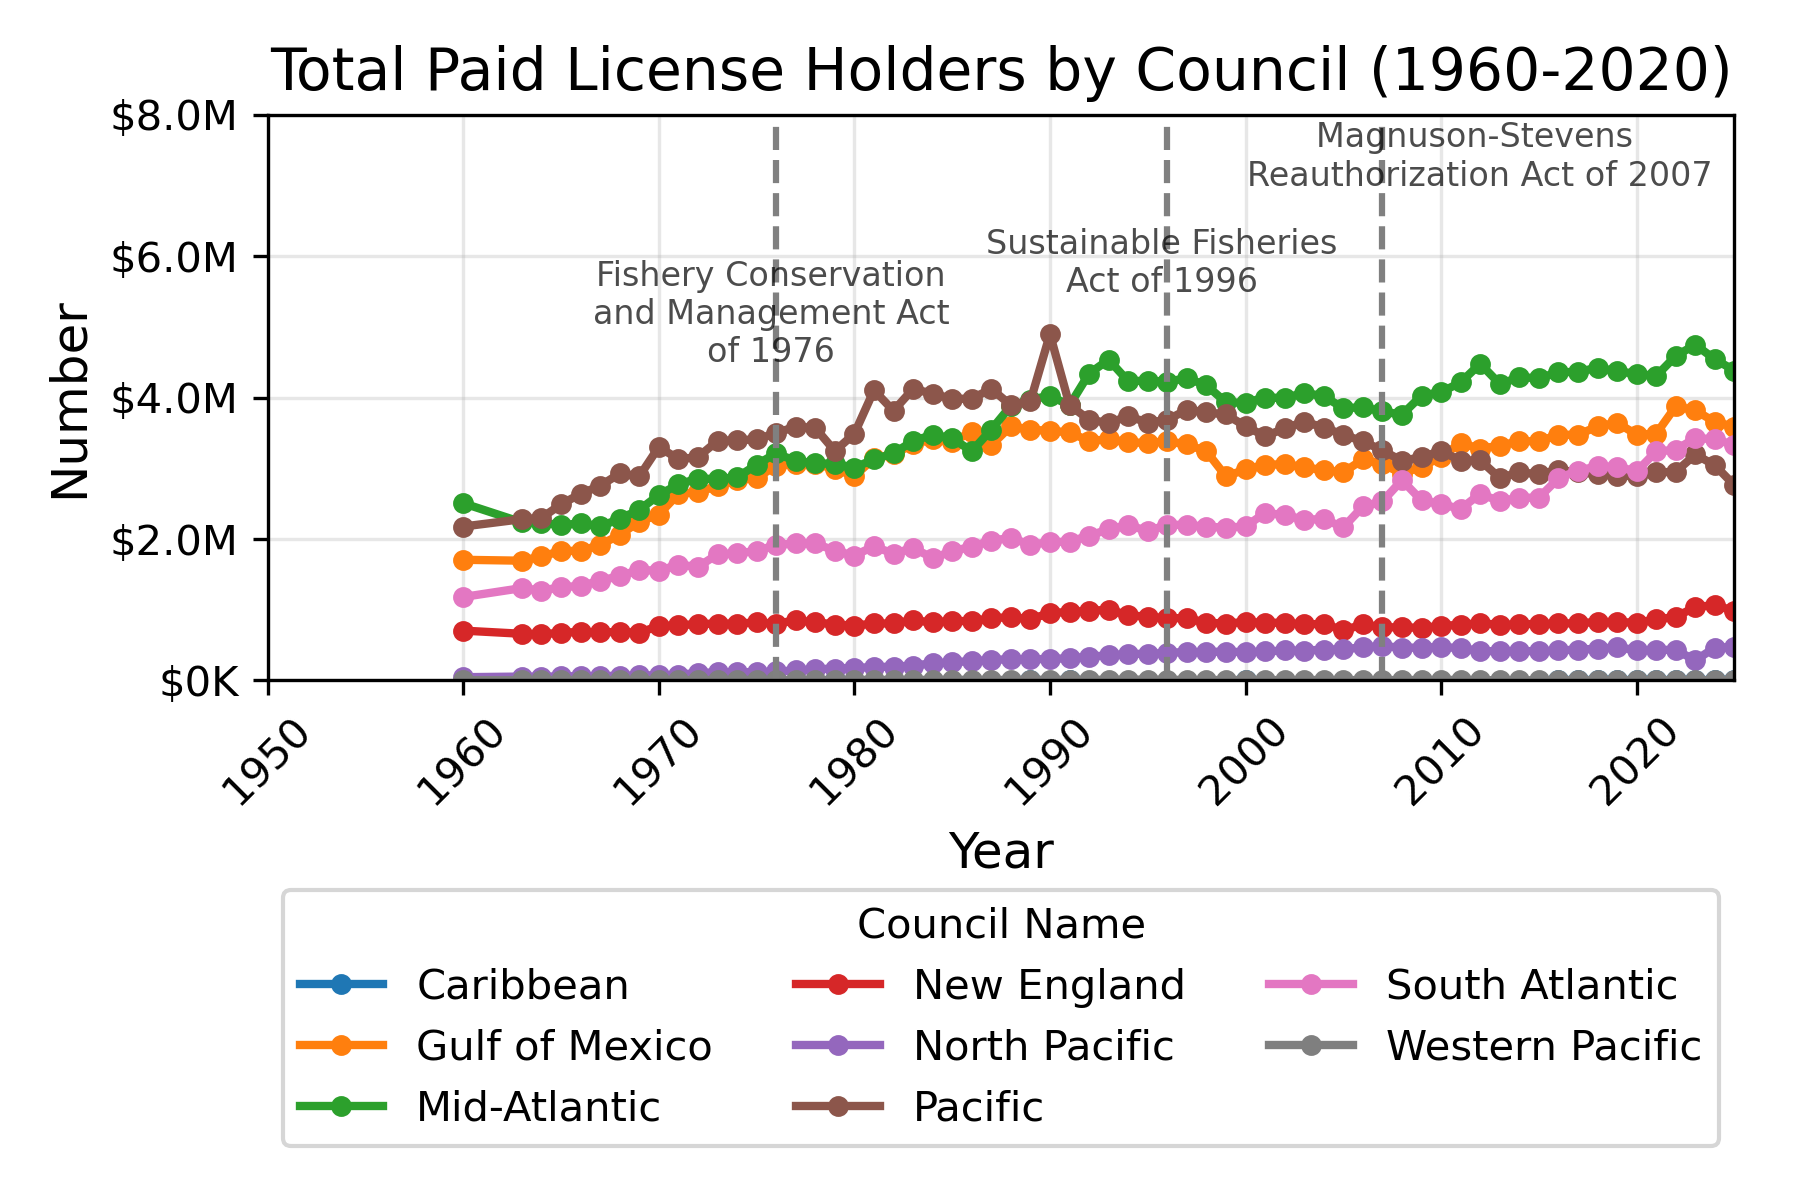 Total Paid License Holders by Council (1960-2020)
$8.0M
$6.0M
$4.0M
$2.0M
$0K
Number
Magnuson-Stevens
Reauthorization Act of 2007
Sustainable Fisheries
Act of 1996
Fishery Conservation
and Management Act
of 1976
1950
1960
1970
1980
1990
2000
2010
2020
Year
Council Name
Caribbean
Gulf of Mexico
Mid-Atlantic
New England
North Pacific
Pacific
South Atlantic
Western Pacific